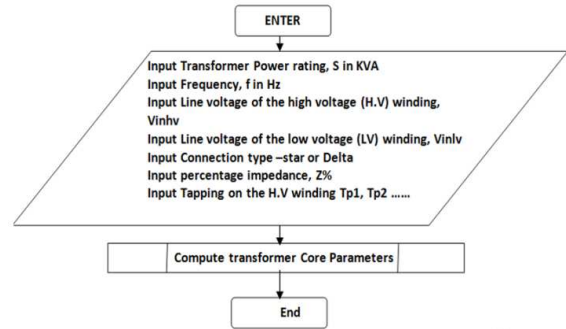 ENTER
Input Transformer Power rating, S in KVA
Input Frequency, f in Hz
Input Line voltage of the high voltage (H.V) winding,
Vinhv
Input Line voltage of the low voltage (LV) winding, Vinlv
Input Connection type –star or Delta
Input percentage impedance, Z%
Input Tapping on the H.V winding Tp1, Tp2 ......
Compute transformer Core Parameters
End